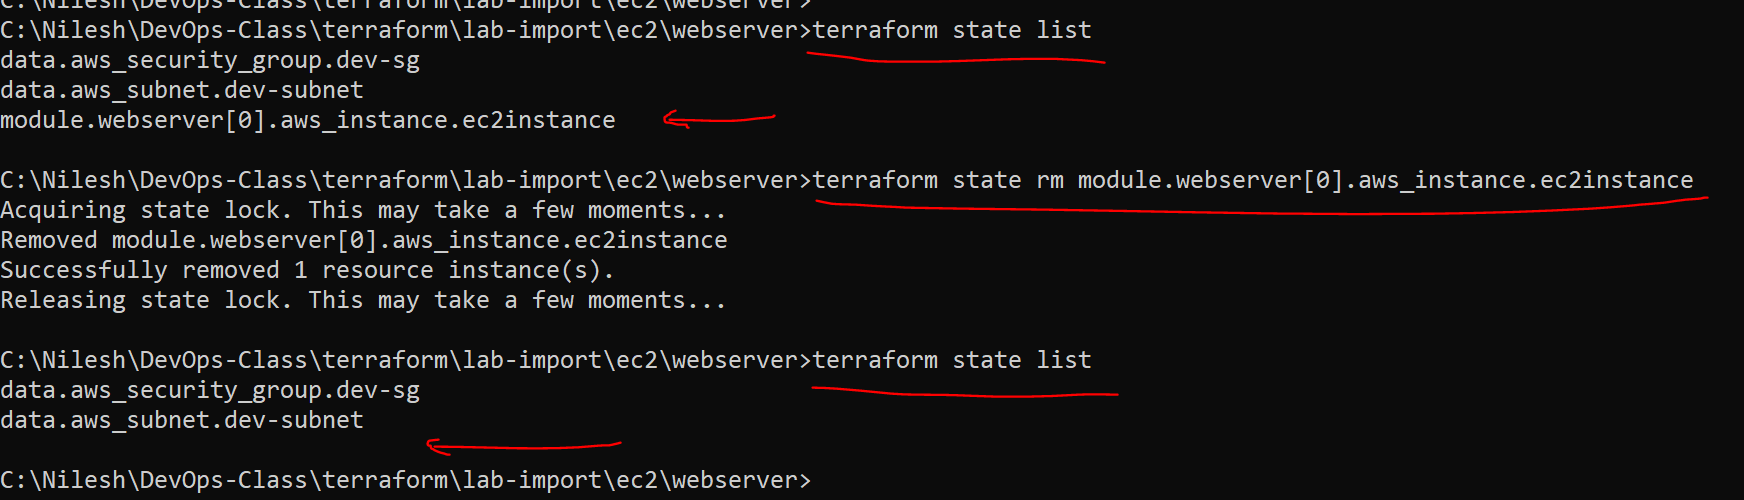 C:\Nilesh\DevOps-Class\terraform\lab-import\ec2\webserver>
C:\Nilesh\DevOps-Class\terraform\lab-import\ec2\webserver>terraform state list
data.aws_security_group.dev-sg
data.aws_subnet.dev-subnet
module.webserver[0].aws_instance.ec2instance
C:\Nilesh\DevOps-Class\terraform\lab-import\ec2\webserver>terraform state rm module.webserver[0].aws_instance.ec2instance
Acquiring state lock. This may take a few moments...
Removed module.webserver[0].aws_instance.ec2instance
Successfully removed 1 resource instance(s).
Releasing state lock. This may take a few moments...
C:\Nilesh\DevOps-Class\terraform\lab-import\ec2\webserver>terraform state list
data.aws_security_group.dev-sg
data.aws_subnet.dev-subnet
C:\Nilesh\DevOps-Class\terraform\lab-import\ec2\webserver>